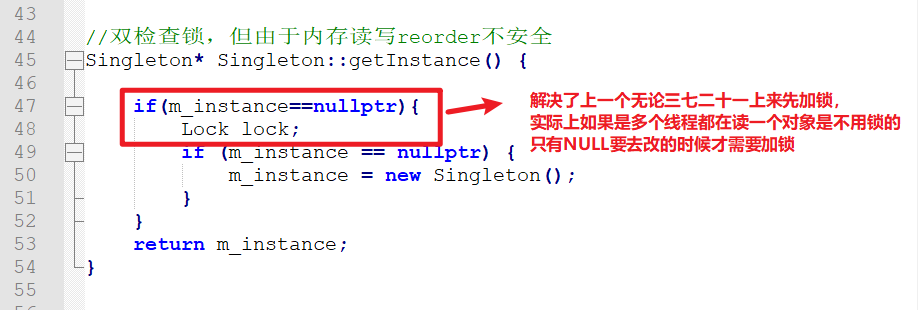 43
44 //双检查锁，但由于内存读写reorder不安全
45 Singleton* Singleton::getInstance() {
46
47 if(m_instance==nullptr){
48 Lock lock;
49 if (m_instance == nullptr) {
50 m_instance = new Singleton();
51 }
52 }
53 return m_instance;
54 }
55
解决了上一个无论三七二十一上来先加锁，
实际上如果是多个线程都在读一个对象是不用锁的
只有NULL要去改的时候才需要加锁